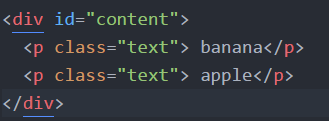 <div id="content">
  <p class="text"> banana</p>
  <p class="text"> apple</p>
</div>